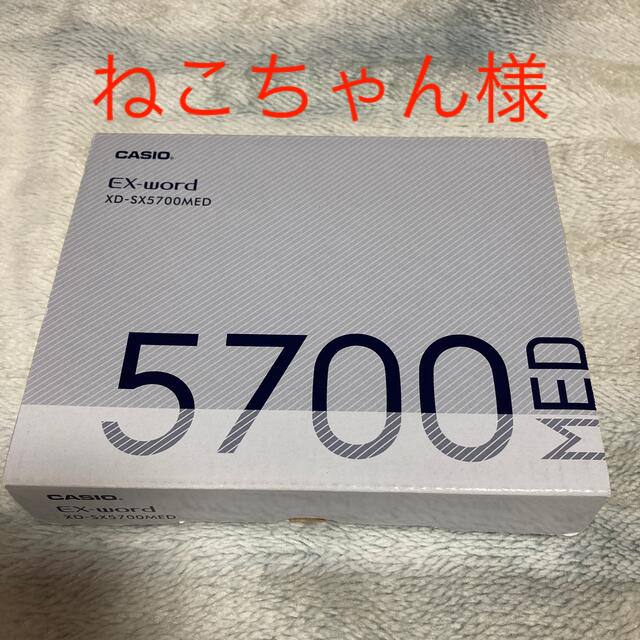 ねこちゃん様
CASIO®
EX-word
XD-SX5700MED
5700
MED
CASIO®
EX-word
XD-SX5700MED